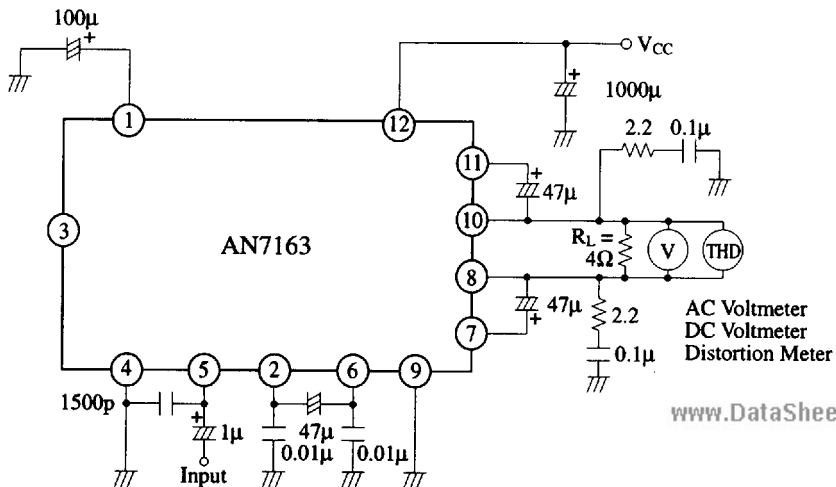 100μ
+
V_CC
+
1000μ
2.2
0.1μ
1
12
11
+
47μ
3
10
AN7163
R_L =
4Ω
V
THD
8
47μ
+
7
2.2
0.1μ
AC Voltmeter
DC Voltmeter
Distortion Meter
4
5
2
6
9
1500p
+
1μ
47μ
0.01μ
0.01μ
Input
www.DataShee